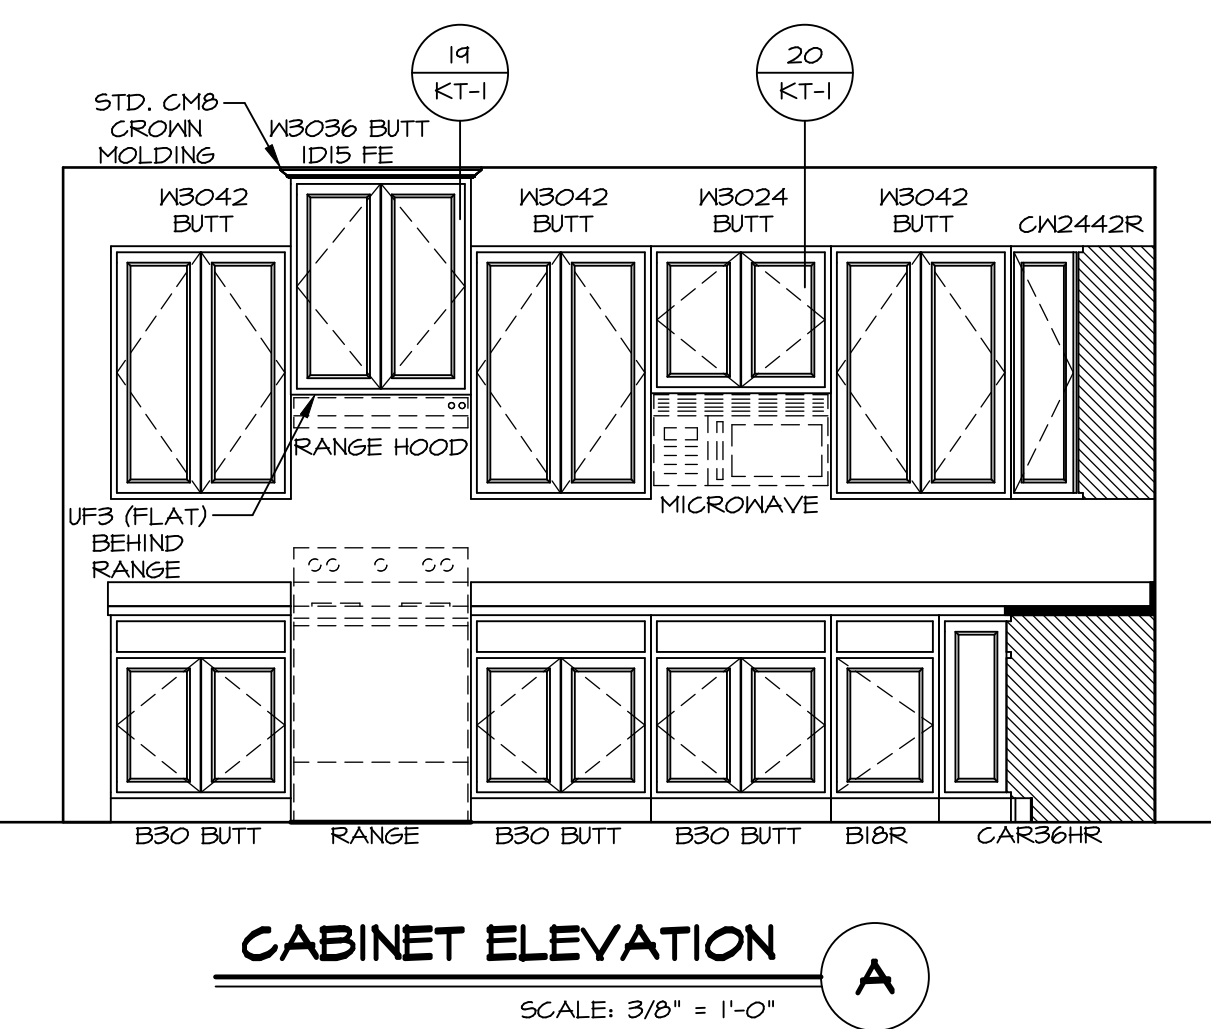 19
KT-1
20
KT-1
STD. CM8
CROWN
MOLDING
W3036 BUTT
1D15 FE
W3042
BUTT
W3042
BUTT
W3024
BUTT
W3042
BUTT
CW2442R
RANGE HOOD
MICROWAVE
UF3 (FLAT)
BEHIND
RANGE
B30 BUTT
RANGE
B30 BUTT
B30 BUTT
B18R
CAR36HR
CABINET ELEVATION
A
SCALE: 3/8" = 1'-0"